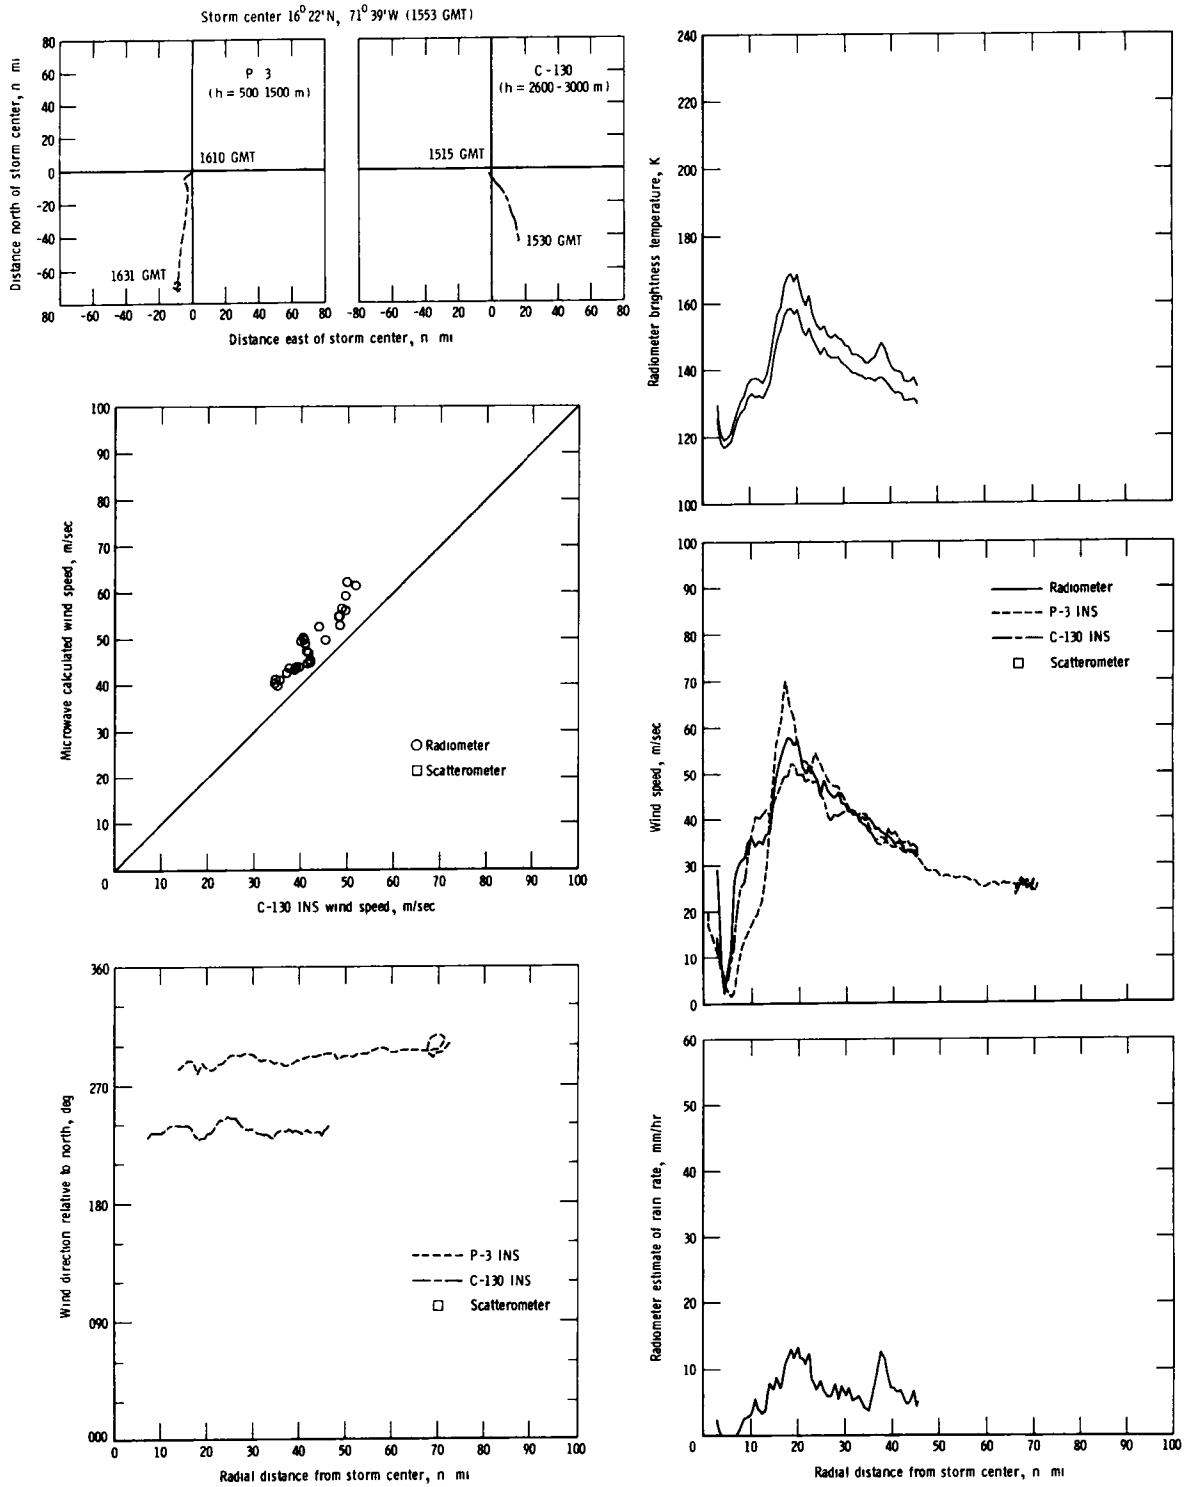 Storm center 16°22'N, 71°39'W (1553 GMT)
80
60
40
20
0
-20
-40
-60
80
Distance north of storm center, n mi
P 3
(h = 500 1500 m)
1610 GMT
1631 GMT
-60 -40 -20 0 20 40 60 80
C-130
(h = 2600-3000 m)
1515 GMT
1530 GMT
-60 -40 -20 0 20 40 60 80
Distance east of storm center, n mi
240
220
200
180
160
140
120
100
Radiometer brightness temperature, K
100
90
80
70
60
50
40
30
20
10
0
Microwave calculated wind speed, m/sec
Radiometer
Scatterometer
10 20 30 40 50 60 70 80 90 100
C-130 INS wind speed, m/sec
100
90
80
70
60
50
40
30
20
10
0
Wind speed, m/sec
Radiometer
P-3 INS
C-130 INS
Scatterometer
360
270
180
090
000
Wind direction relative to north, deg
P-3 INS
C-130 INS
Scatterometer
0 10 20 30 40 50 60 70 80 90 100
Radial distance from storm center, n mi
60
50
40
30
20
10
Radiometer estimate of rain rate, mm/hr
0 10 20 30 40 50 60 70 80 90 100
Radial distance from storm center, n mi